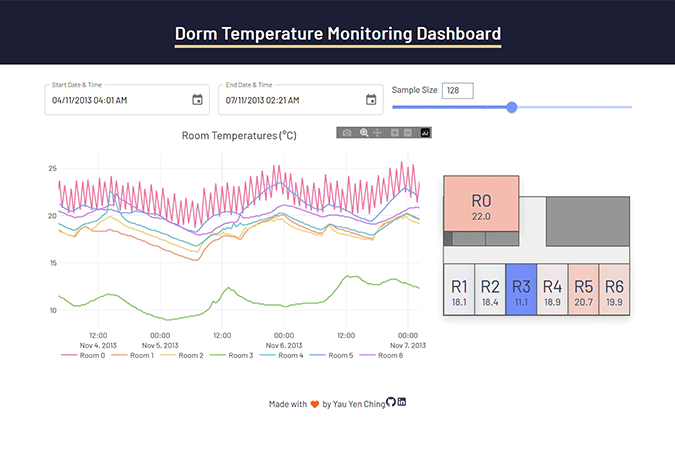 Dorm Temperature Monitoring Dashboard
Start Date & Time
04/11/2013 04:01 AM
End Date & Time
07/11/2013 02:21 AM
Sample Size 128
Room Temperatures (°C)
25
20
15
10
12:00 00:00 12:00 00:00 12:00 00:00
Nov 4, 2013 Nov 5, 2013 Nov 6, 2013 Nov 7, 2013
Room 0 Room 1 Room 2 Room 3 Room 4 Room 5 Room 6
R0
22.0
R1 R2 R3 R4 R5 R6
18.1 18.4 11.1 18.9 20.7 19.9
Made with by Yau Yen Ching